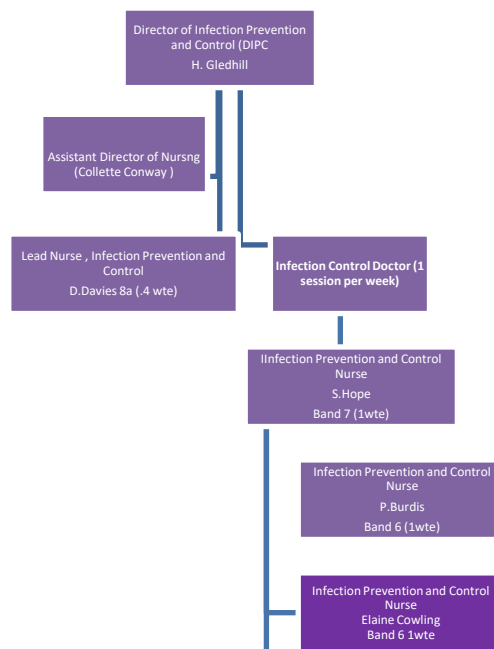 Director of Infection Prevention
and Control (DIPC
H. Gledhill
Assistant Director of Nursng
(Collette Conway )
Lead Nurse , Infection Prevention and
Control
D.Davies 8a (.4 wte)
Infection Control Doctor (1
session per week)
IInfection Prevention and Control
Nurse
S.Hope
Band 7 (1wte)
Infection Prevention and Control
Nurse
P.Burdis
Band 6 (1wte)
Infection Prevention and Control
Nurse
Elaine Cowling
Band 6 1wte